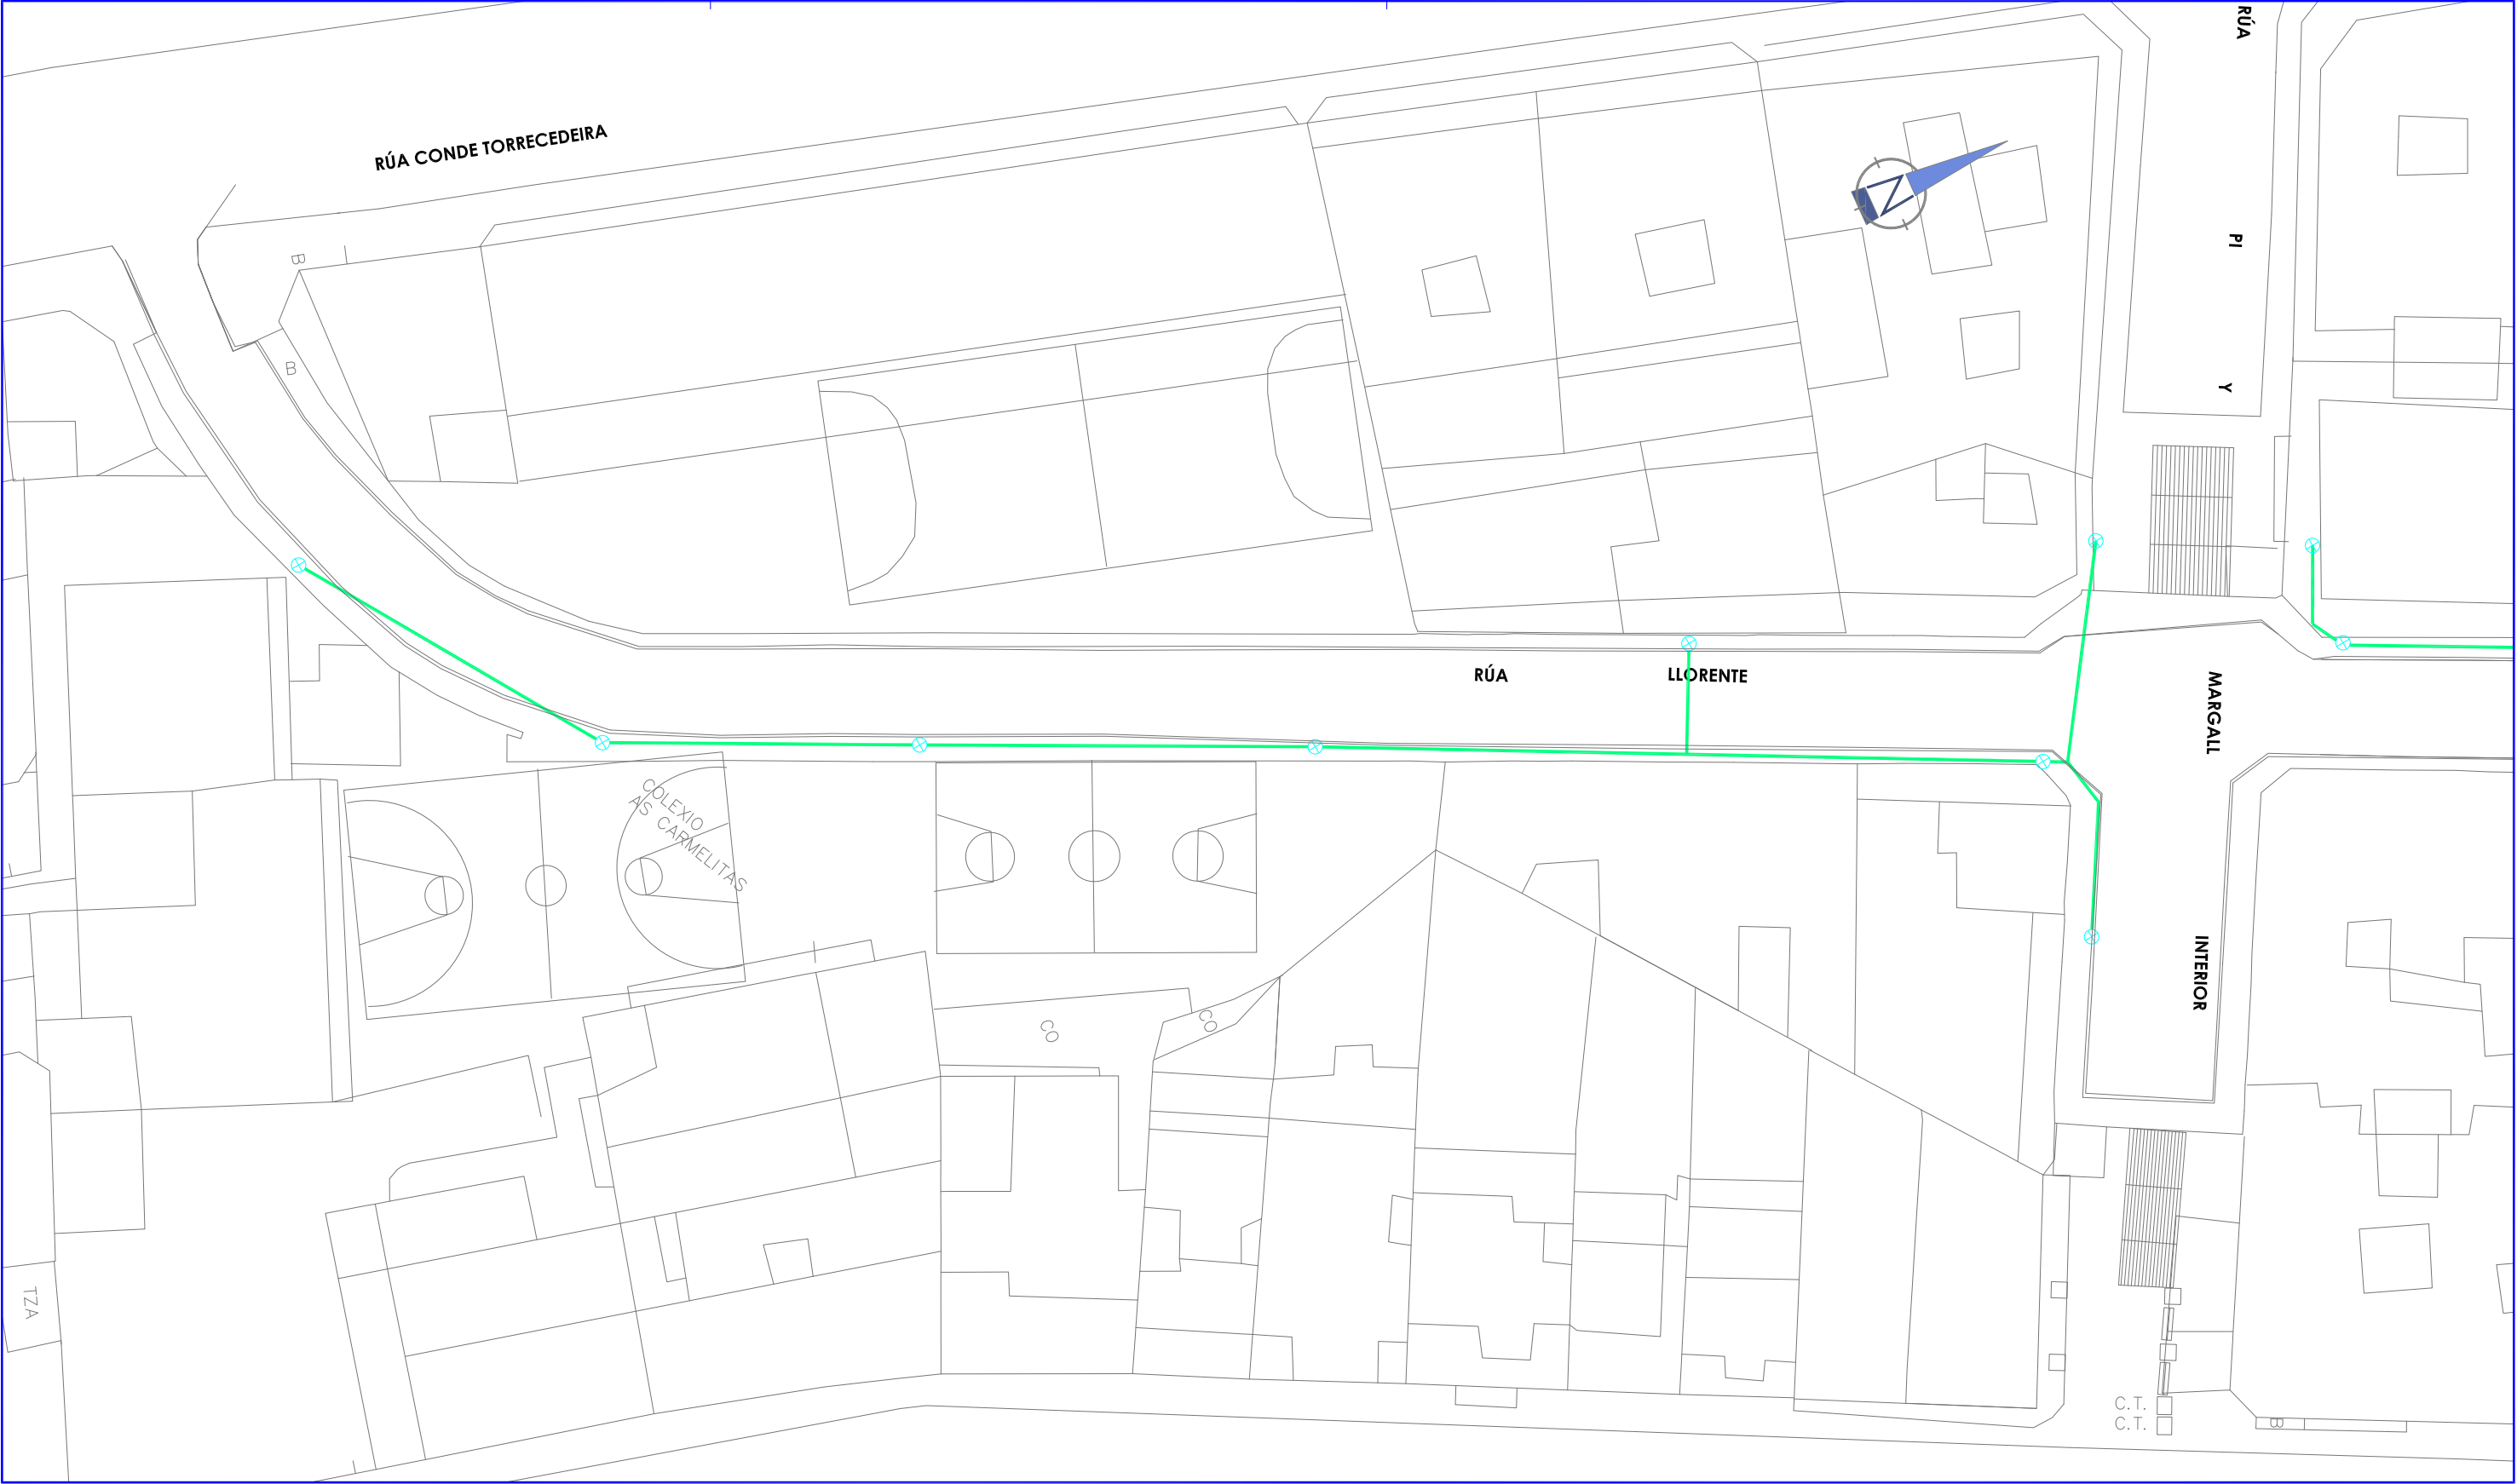 RÚA
RÚA CONDE TORRECEDEIRA
N
PI
B
B
Y
RÚA LLORENTE
MARGALL
COLEXIO
AS CARMELITAS
INTERIOR
CO
CO
TZA
C.T.
C.T.
B